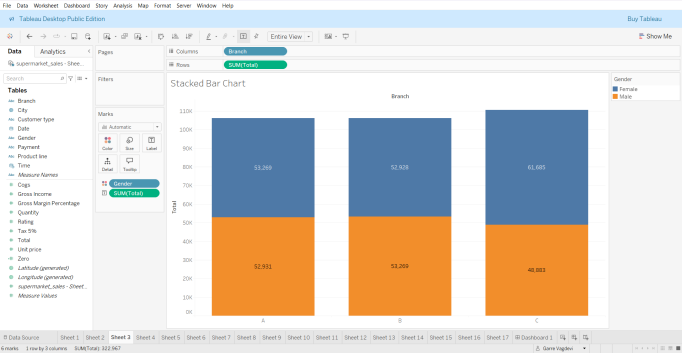 File Data Worksheet Dashboard Story Analysis Map Format Server Window Help
Tableau Desktop Public Edition Buy Tableau
Entire View Show Me
Data Analytics Pages Columns Branch
supermarket_sales - Shee... Rows SUM(Total)
Search
Filters
Stacked Bar Chart
Gender
Female
Male
Tables
Abc Branch
City
Abc Customer type
Date
Abc Gender
Abc Payment
Abc Product line
Time
Abc Measure Names
Cogs
Gross Income
Gross Margin Percentage
Quantity
Rating
Tax 5%
Total
Unit price
Zero
Latitude (generated)
Longitude (generated)
supermarket_sales - Sheet...
Measure Values
Marks
Automatic
Color Size Label
Detail Tooltip
Gender
SUM(Total)
Branch
Total
110K
100K
90K
80K
70K
60K
50K
40K
30K
20K
10K
0K
53,269 52,928 61,685
52,931 53,269 48,883
A B C
Data Source Sheet 1 Sheet 2 Sheet 3 Sheet 4 Sheet 5 Sheet 6 Sheet 7 Sheet 8 Sheet 9 Sheet 10 Sheet 11 Sheet 12 Sheet 13 Sheet 14 Sheet 15 Sheet 16 Sheet 17 Dashboard 1
6 marks 1 row by 3 columns SUM(Total): 322,967